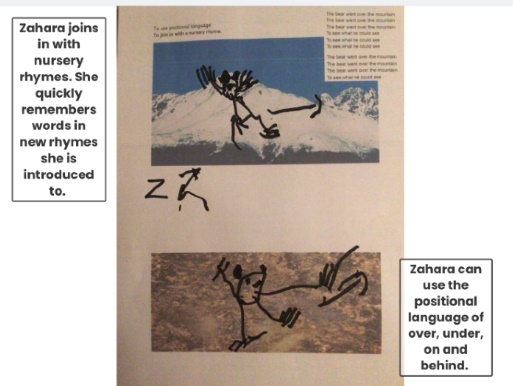 Zahara joins
in with
nursery
rhymes. She
quickly
remembers
words in
new rhymes
she is
introduced
to.
To use positional language
To join in with a nursery rhyme.
The bear went over the mountain,
The bear went over the mountain,
The bear went over the mountain,
To see what he could see.
To see what he could see,
To see what he could see.
The bear went over the mountain,
The bear went over the mountain,
The bear went over the mountain,
To see what he could see.
Z
Zahara can
use the
positional
language of
over, under,
on and
behind.